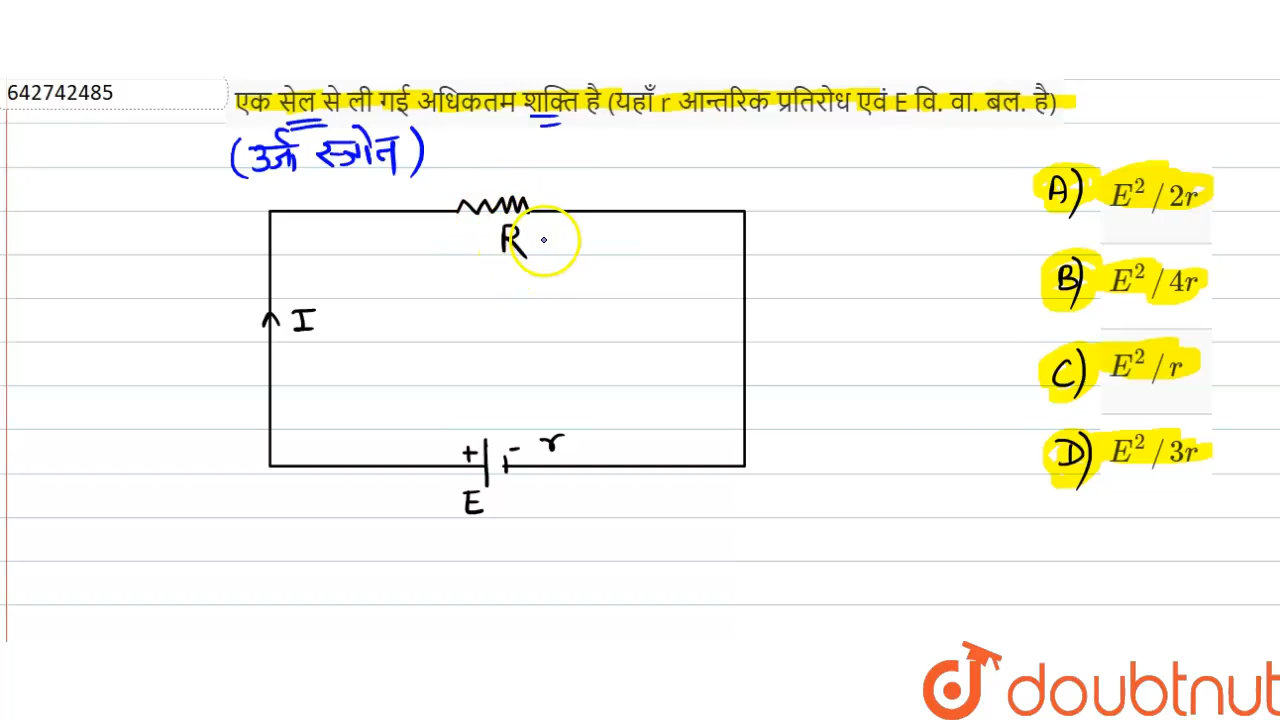 642742485
एक सेल से ली गई अधिकतम शक्ति है (यहाँ r आन्तरिक प्रतिरोध एवं E वि. वा. बल. है)
(उर्जा स्त्रोत)
A) E² / 2r
R
B) E² / 4r
I
C) E² / r
+ - r
D) E² / 3r
E
doubtnut